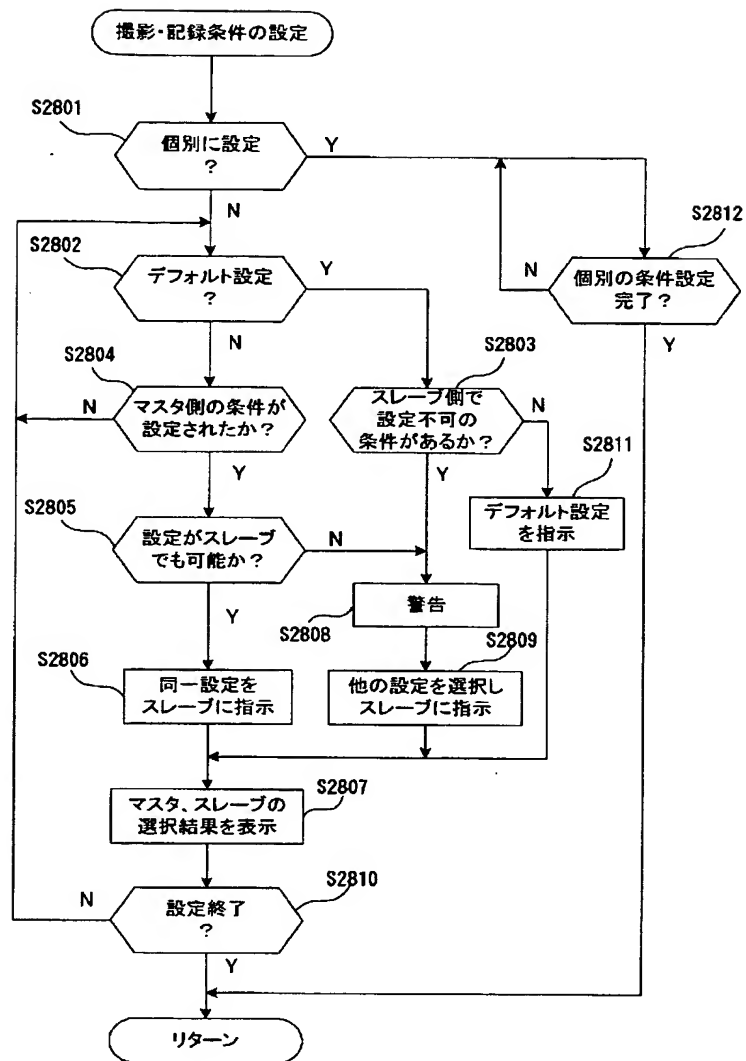 撮影・記録条件の設定
S2801
個別に設定
?
Y
N
S2812
S2802
デフォルト設定
?
Y
N
個別の条件設定
完了?
N
Y
S2804
S2803
マスタ側の条件が
設定されたか?
N
Y
スレーブ側で
設定不可の
条件があるか?
N
Y
S2811
デフォルト設定
を指示
S2805
設定がスレーブ
でも可能か?
N
Y
警告
S2808
S2806
同一設定を
スレーブに指示
S2809
他の設定を選択し
スレーブに指示
S2807
マスタ、スレーブの
選択結果を表示
S2810
設定終了
?
N
Y
リターン